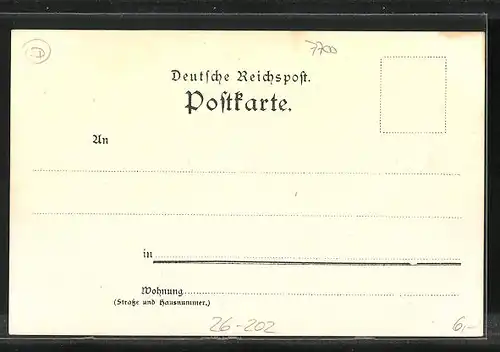 D
7700
Deutſche Reichspoſt.
Poſtkarte.
An
in
Wohnung
(Straße und Hausnummer.)
26-202
6,-